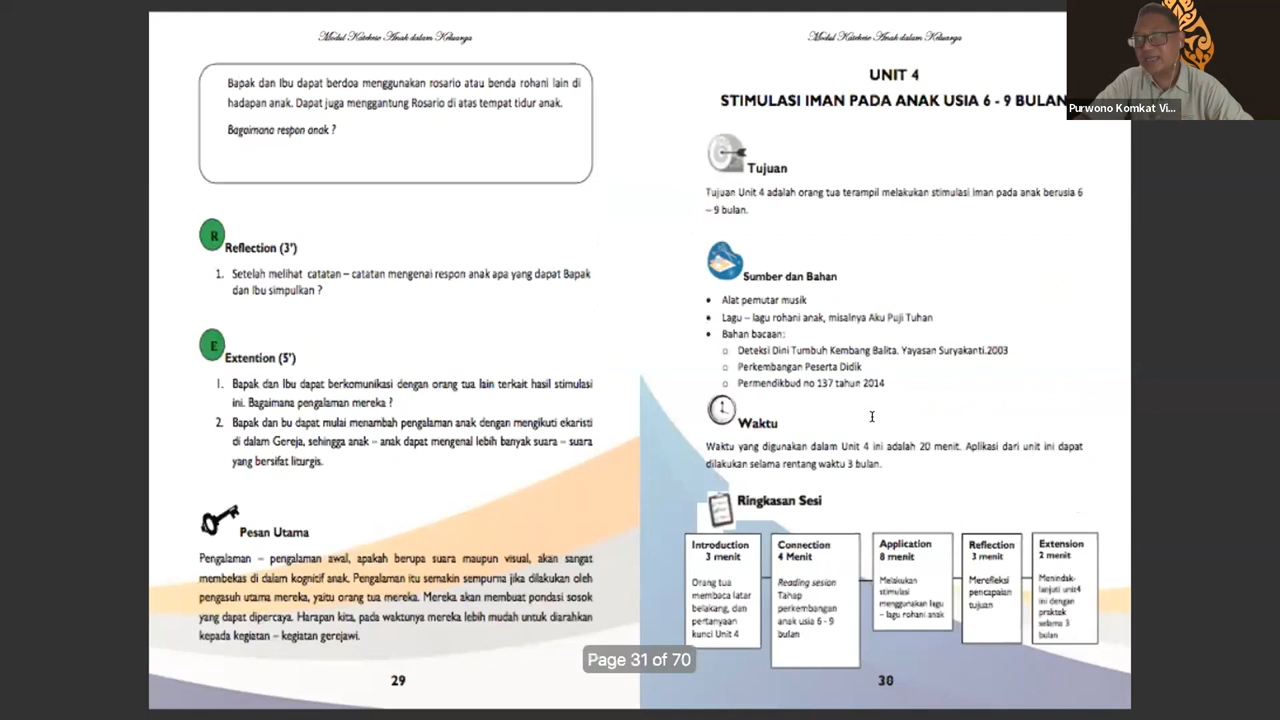 Modul Katekese Anak dalam Keluarga
Bapak dan Ibu dapat berdoa menggunakan rosario atau benda rohani lain di
hadapan anak. Dapat juga menggantung Rosario di atas tempat tidur anak.
Bagaimana respon anak ?
R
Reflection (3')
1. Setelah melihat catatan – catatan mengenai respon anak apa yang dapat Bapak
dan Ibu simpulkan ?
E
Extention (5')
1. Bapak dan Ibu dapat berkomunikasi dengan orang tua lain terkait hasil stimulasi
ini. Bagaimana pengalaman mereka ?
2. Bapak dan bu dapat mulai menambah pengalaman anak dengan mengikuti ekaristi
di dalam Gereja, sehingga anak – anak dapat mengenal lebih banyak suara – suara
yang bersifat liturgis.
Pesan Utama
Pengalaman – pengalaman awal, apakah berupa suara maupun visual, akan sangat
membekas di dalam kognitif anak. Pengalaman itu semakin sempurna jika dilakukan oleh
pengasuh utama mereka, yaitu orang tua mereka. Mereka akan membuat pondasi sosok
yang dapat dipercaya. Harapan kita, pada waktunya mereka lebih mudah untuk diarahkan
kepada kegiatan – kegiatan gerejawi.
29
Modul Katekese Anak dalam Keluarga
UNIT 4
STIMULASI IMAN PADA ANAK USIA 6 - 9 BULAN
Tujuan
Tujuan Unit 4 adalah orang tua terampil melakukan stimulasi iman pada anak berusia 6
– 9 bulan.
Sumber dan Bahan
• Alat pemutar musik
• Lagu – lagu rohani anak, misalnya Aku Puji Tuhan
• Bahan bacaan:
o Deteksi Dini Tumbuh Kembang Balita. Yayasan Suryakanti.2003
o Perkembangan Peserta Didik
o Permendikbud no 137 tahun 2014
Waktu
Waktu yang digunakan dalam Unit 4 ini adalah 20 menit. Aplikasi dari unit ini dapat
dilakukan selama rentang waktu 3 bulan.
Ringkasan Sesi
Introduction
3 menit
Orang tua
membaca latar
belakang, dan
pertanyaan
kunci Unit 4
Connection
4 Menit
Reading sesion
Tahap
perkembangan
anak usia 6 - 9
bulan
Application
8 menit
Melakukan
stimulasi
menggunakan lagu
– lagu rohani anak
Reflection
3 menit
Merefleksi
pencapaian
tujuan
Extension
2 menit
Menindak-
lanjuti unit4
ini dengan
praktek
selama 3
bulan
30
Page 31 of 70
Purwono Komkat Vi...